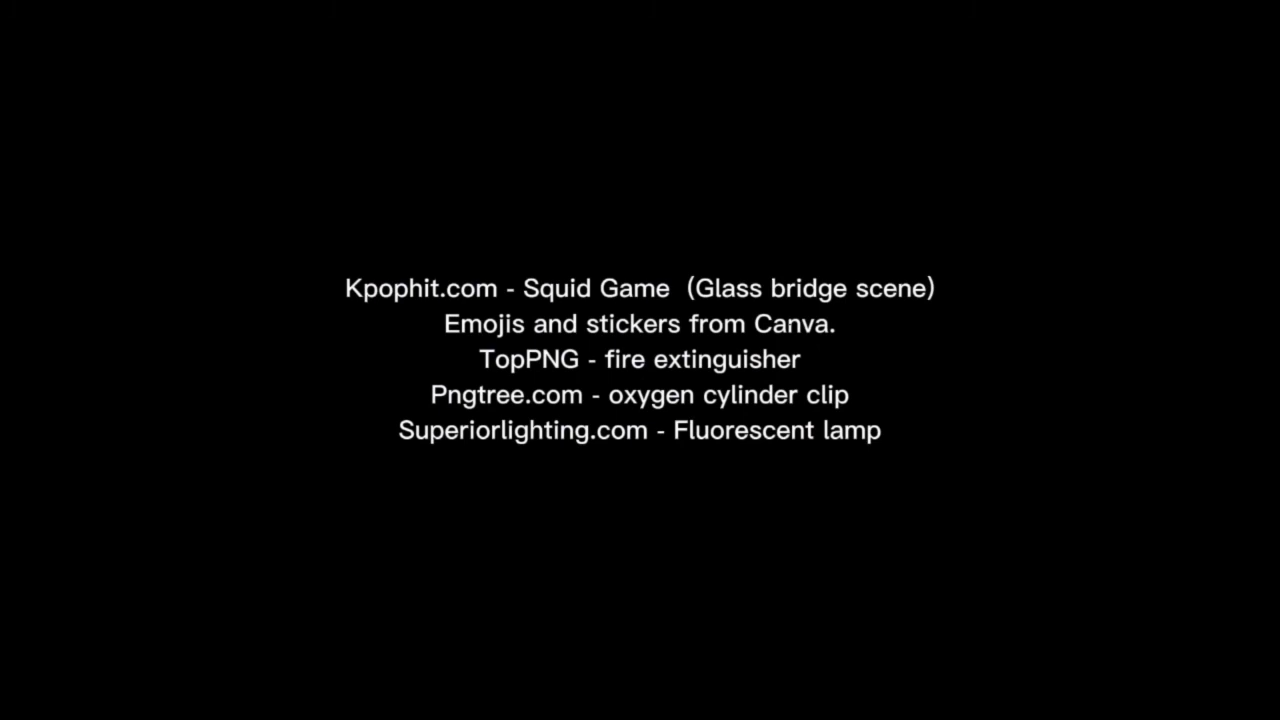 Kpophit.com - Squid Game (Glass bridge scene)
Emojis and stickers from Canva.
TopPNG - fire extinguisher
Pngtree.com - oxygen cylinder clip
Superiorlighting.com - Fluorescent lamp